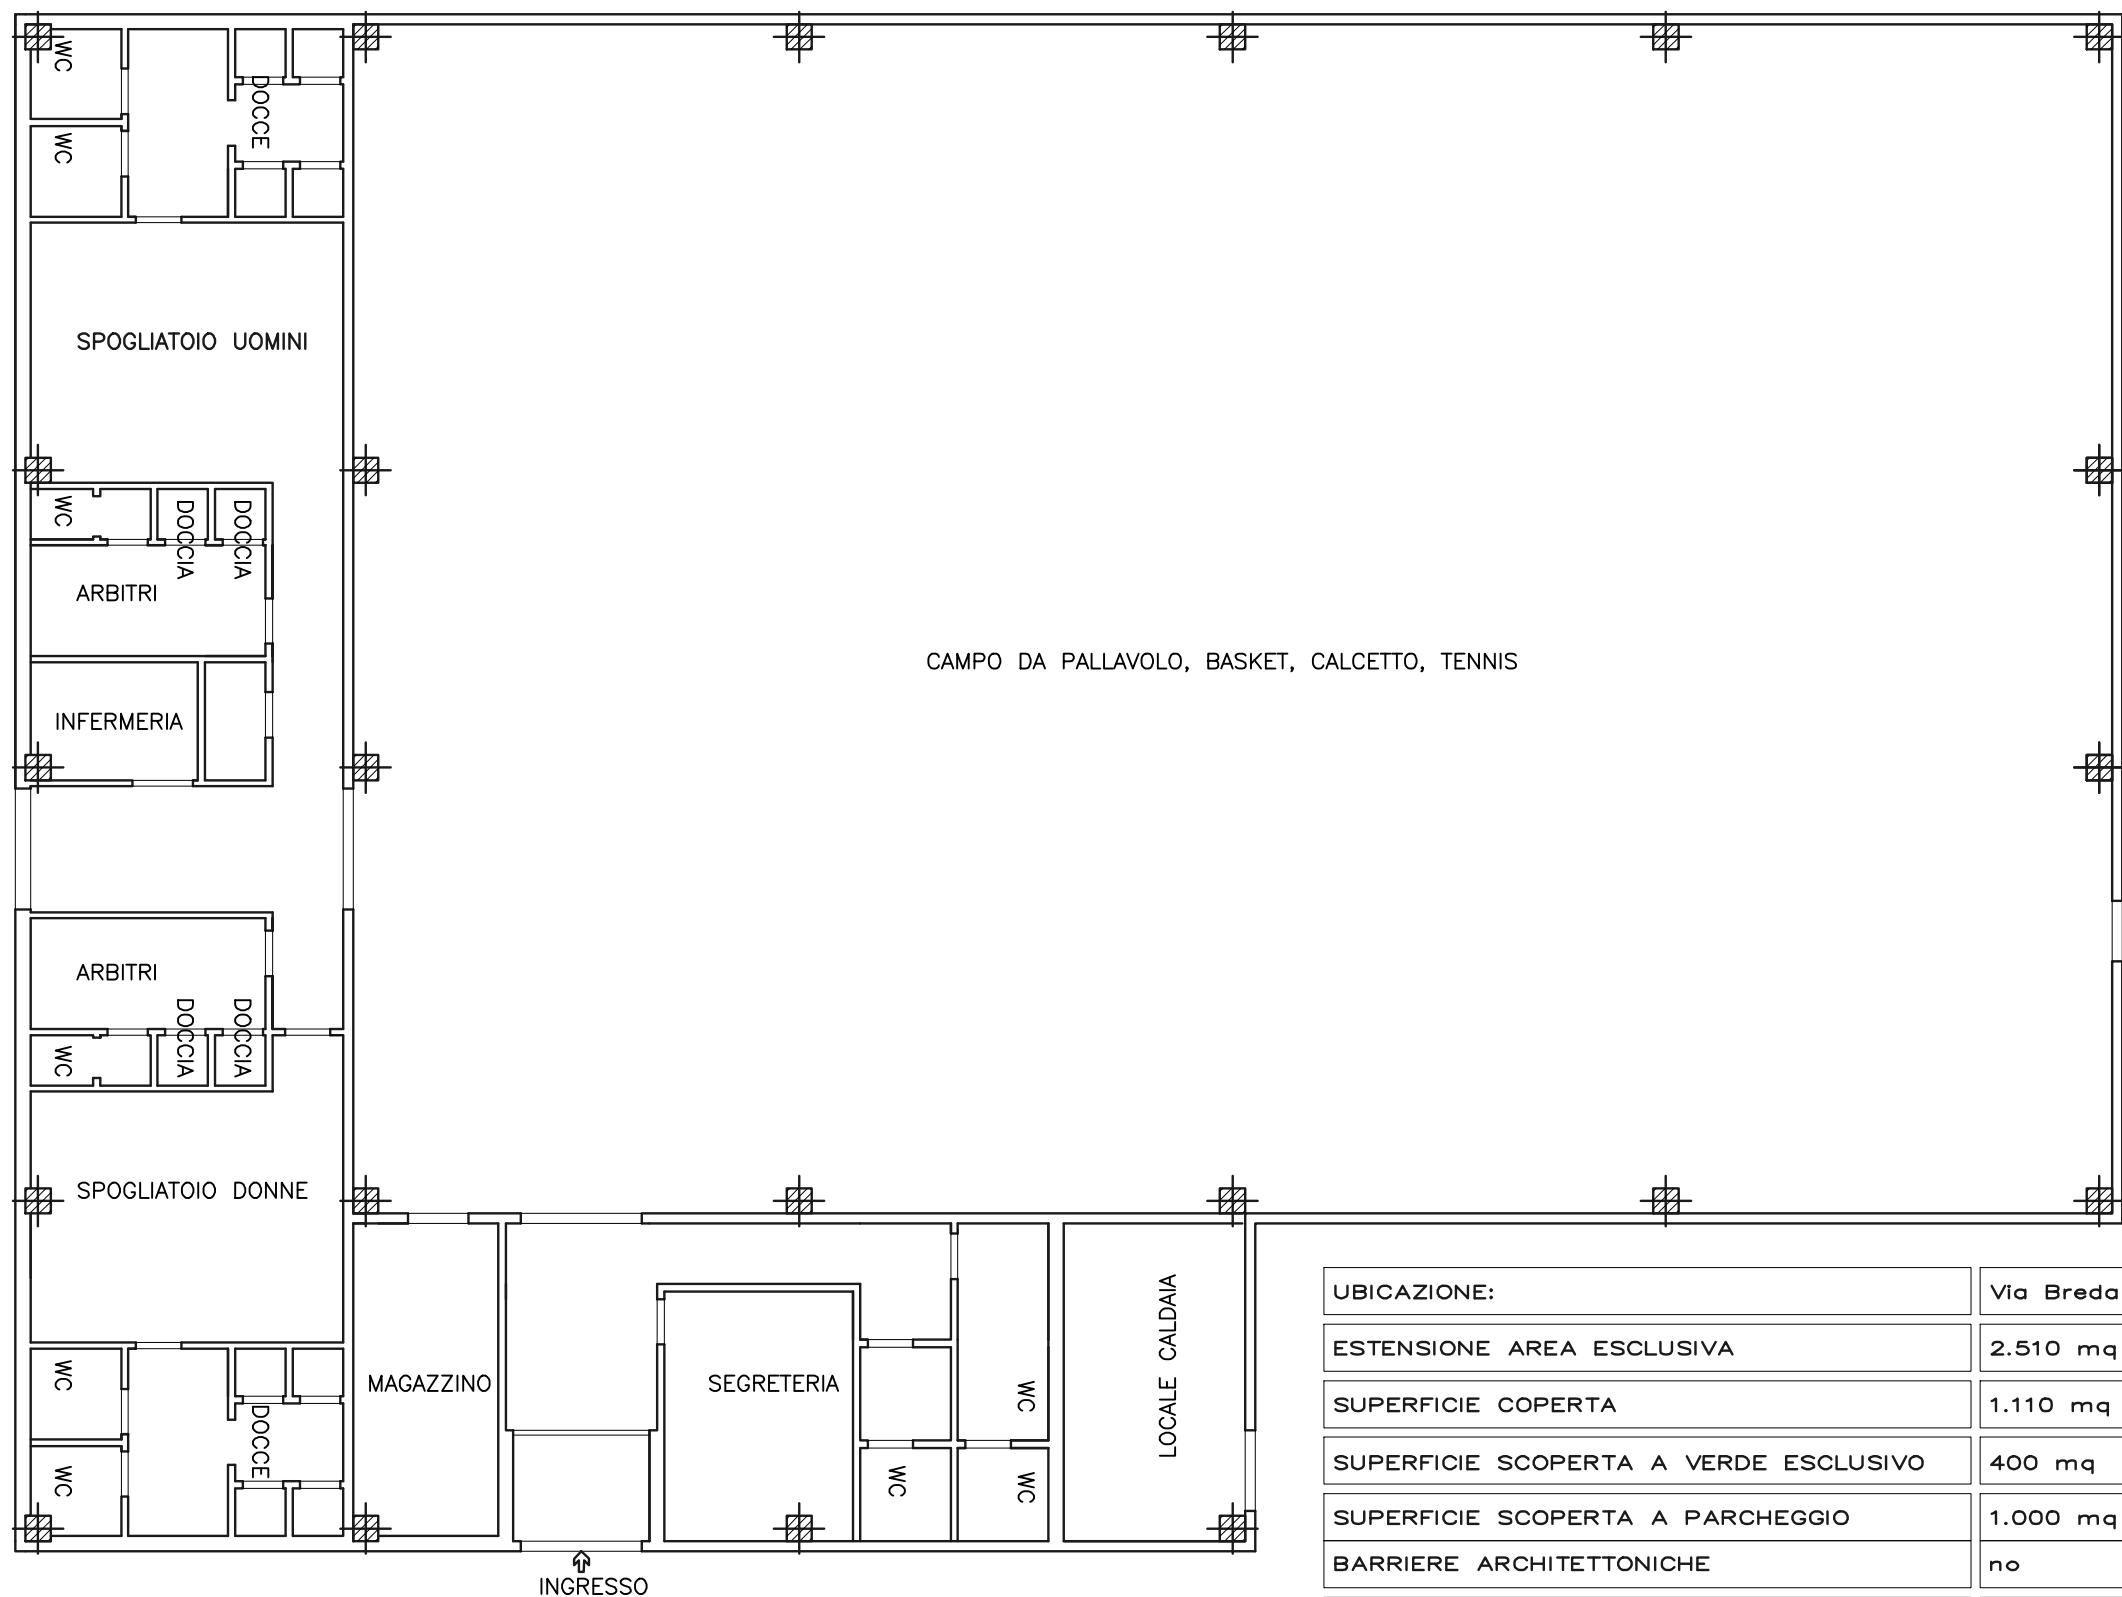 WC
DOCCE
WC
SPOGLIATOIO UOMINI
WC
DOCCIA
DOCCIA
ARBITRI
INFERMERIA
CAMPO DA PALLAVOLO, BASKET, CALCETTO, TENNIS
ARBITRI
DOCCIA
DOCCIA
WC
SPOGLIATOIO DONNE
WC
DOCCE
WC
MAGAZZINO
SEGRETERIA
WC
WC
WC
LOCALE CALDAIA
INGRESSO
UBICAZIONE: Via Breda
ESTENSIONE AREA ESCLUSIVA 2.510 mq
SUPERFICIE COPERTA 1.110 mq
SUPERFICIE SCOPERTA A VERDE ESCLUSIVO 400 mq
SUPERFICIE SCOPERTA A PARCHEGGIO 1.000 mq
BARRIERE ARCHITETTONICHE no